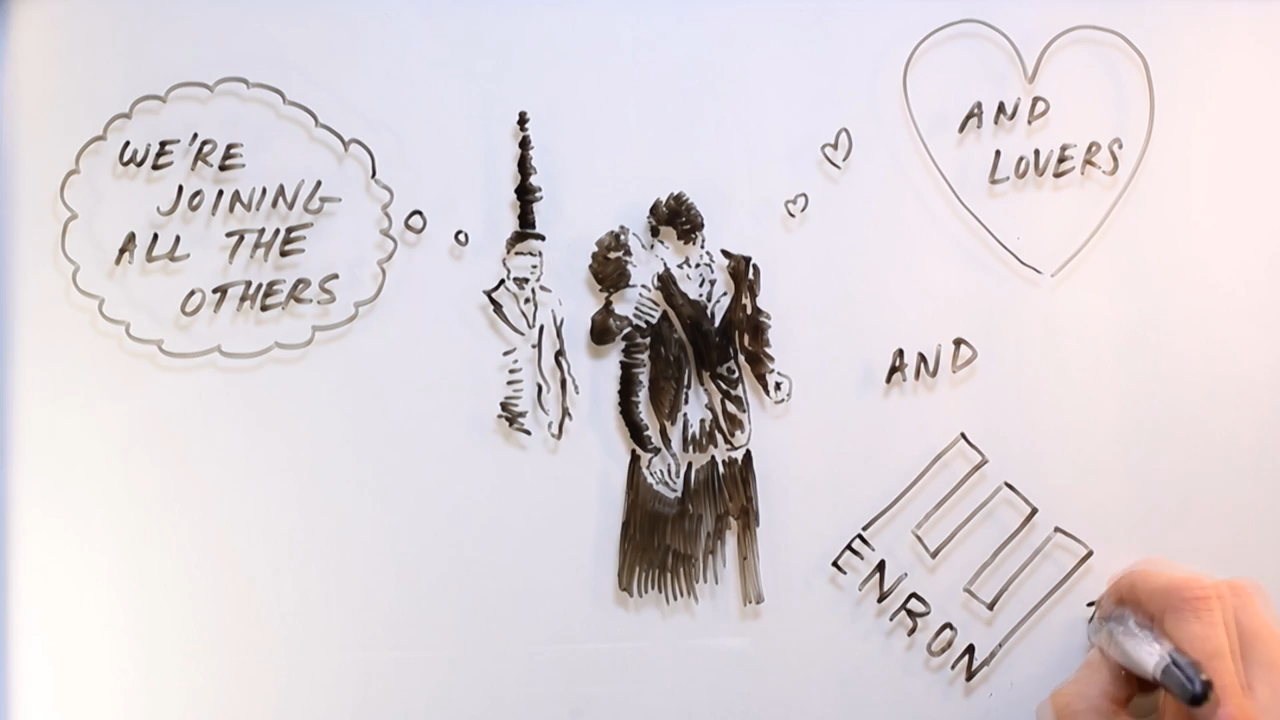 WE'RE
JOINING
ALL THE
OTHERS
AND
LOVERS
AND
ENRON